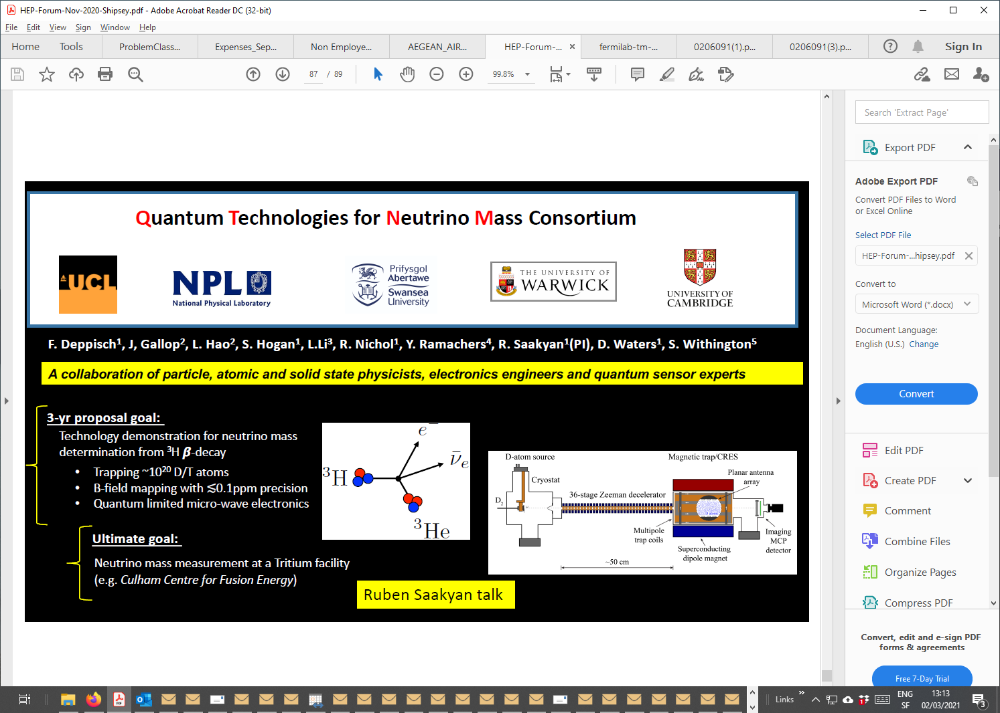 HEP-Forum-Nov-2020-Shipsey.pdf - Adobe Acrobat Reader DC (32-bit)
File Edit View Sign Window Help
Home Tools ProblemClass... Expenses_Sep... Non Employe... AEGEAN_AIR... HEP-Forum-... × fermilab-tm-... 0206091(1).p... 0206091(3).p... Sign In
87 / 89 99.8%
Search 'Extract Page'
Export PDF
Adobe Export PDF
Convert PDF Files to Word
or Excel Online
Select PDF File
HEP-Forum-...hipsey.pdf
Convert to
Microsoft Word (*.docx)
Document Language:
English (U.S.) Change
Convert
Edit PDF
Create PDF
Comment
Combine Files
Organize Pages
Compress PDF
Convert, edit and e-sign PDF
forms & agreements
Free 7-Day Trial
Quantum Technologies for Neutrino Mass Consortium
UCL
NPL
National Physical Laboratory
Prifysgol
Abertawe
Swansea
University
THE UNIVERSITY OF
WARWICK
UNIVERSITY OF
CAMBRIDGE
F. Deppisch¹, J, Gallop², L. Hao², S. Hogan¹, L.Li³, R. Nichol¹, Y. Ramachers⁴, R. Saakyan¹(PI), D. Waters¹, S. Withington⁵
A collaboration of particle, atomic and solid state physicists, electronics engineers and quantum sensor experts
3-yr proposal goal:
Technology demonstration for neutrino mass
determination from ³H β-decay
• Trapping ~10²⁰ D/T atoms
• B-field mapping with ≲0.1ppm precision
• Quantum limited micro-wave electronics
Ultimate goal:
Neutrino mass measurement at a Tritium facility
(e.g. Culham Centre for Fusion Energy)
e⁻
ν̄ₑ
³H
³He
D-atom source
Cryostat
D₂
36-stage Zeeman decelerator
Magnetic trap/CRES
Planar antenna
array
D atoms
Multipole
trap coils
Superconducting
dipole magnet
Imaging
MCP
detector
~50 cm
Ruben Saakyan talk
Links
ENG
SF
13:13
02/03/2021
3